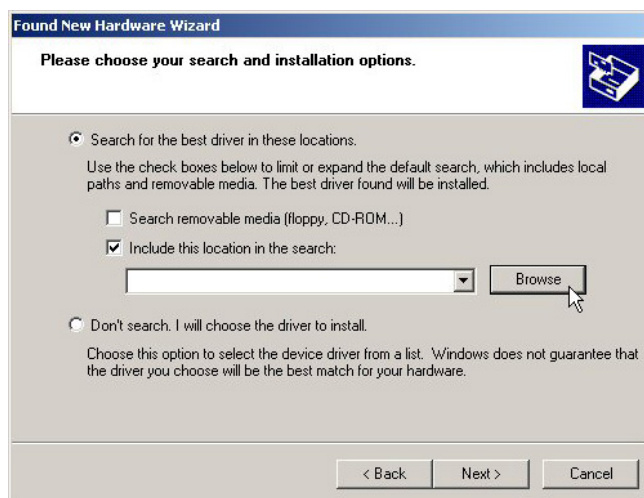 Found New Hardware Wizard
Please choose your search and installation options.
Search for the best driver in these locations.
Use the check boxes below to limit or expand the default search, which includes local
paths and removable media. The best driver found will be installed.
Search removable media (floppy, CD-ROM...)
Include this location in the search:
Browse
Don't search. I will choose the driver to install.
Choose this option to select the device driver from a list. Windows does not guarantee that
the driver you choose will be the best match for your hardware.
< Back Next > Cancel